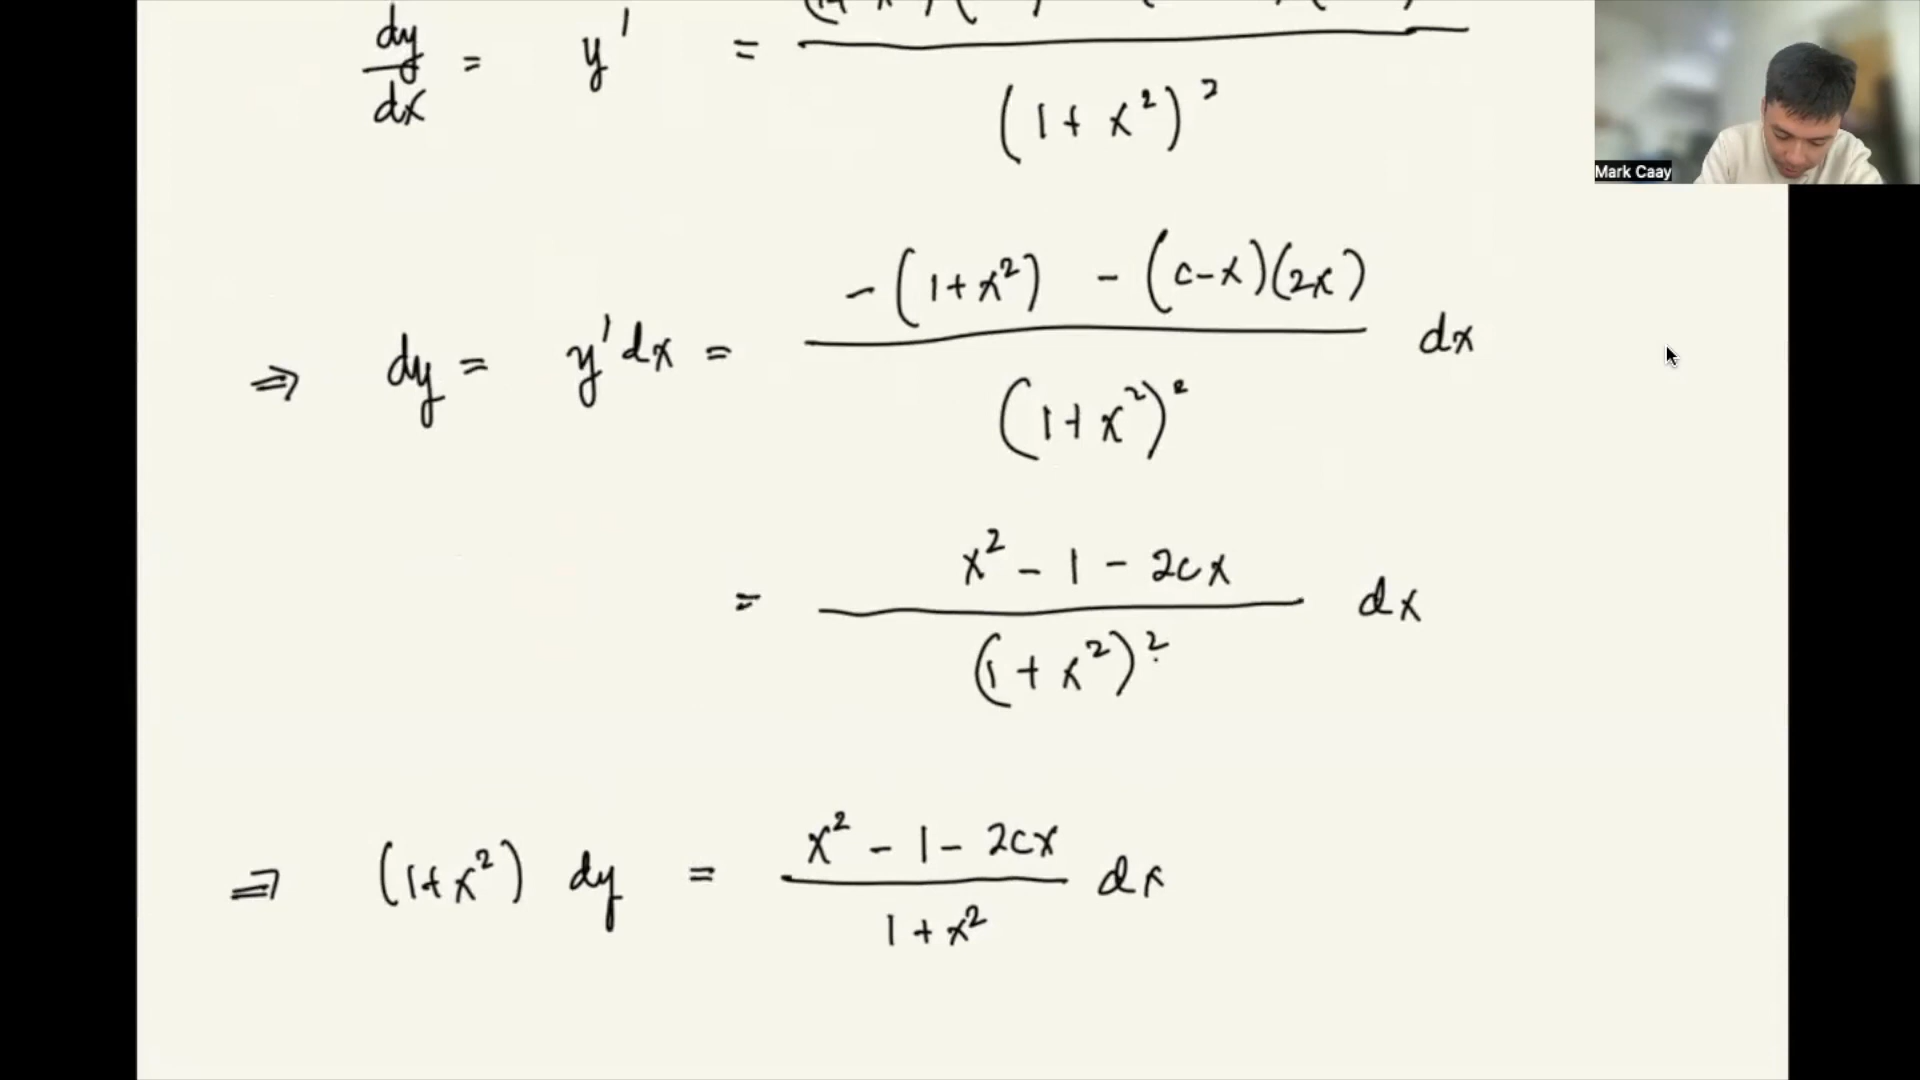 dy/dx = y' = / (1 + x²)²
Mark Caay
⇒ dy = y'dx = (-(1+x²) - (c-x)(2x)) / (1+x²)² dx
= (x² - 1 - 2cx) / (1+x²)² dx
⇒ (1+x²) dy = (x² - 1 - 2cx) / (1+x²) dx